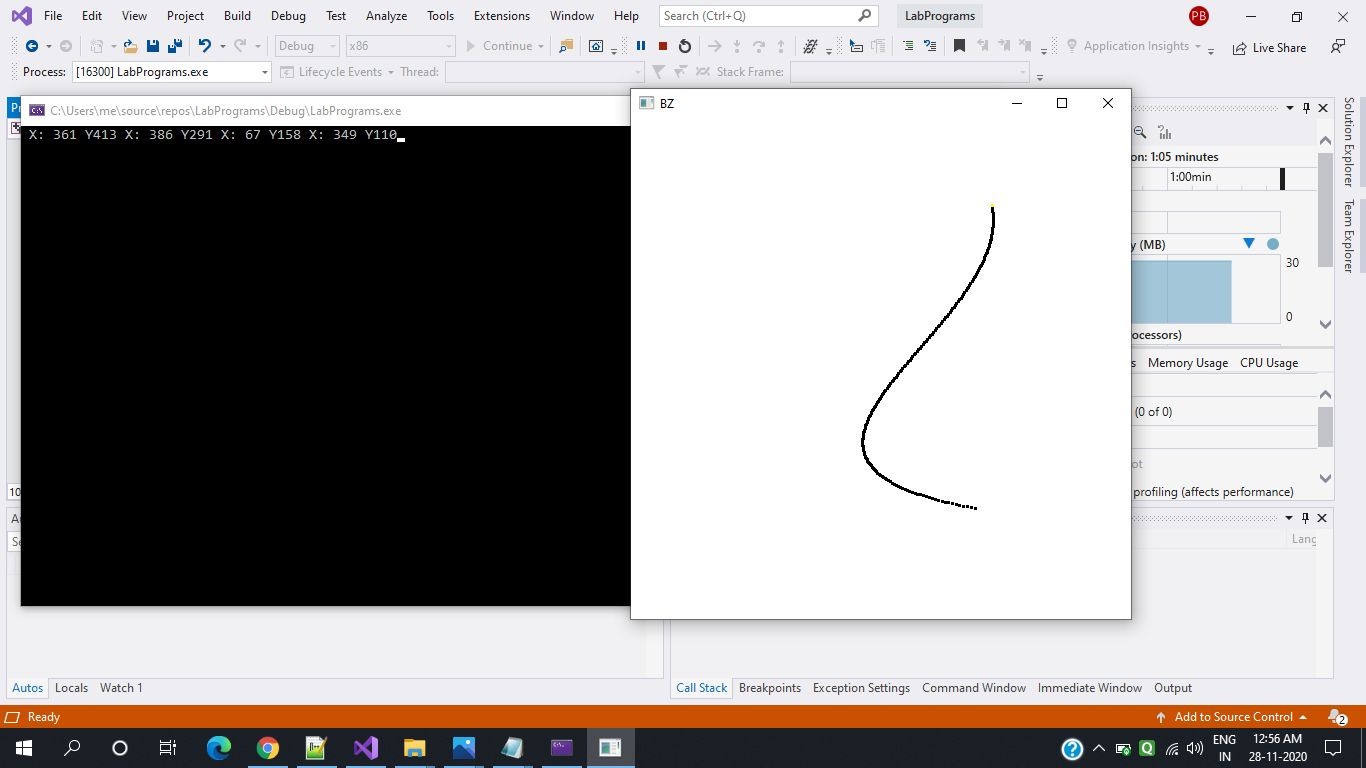 File Edit View Project Build Debug Test Analyze Tools Extensions Window Help Search (Ctrl+Q) LabPrograms PB
Debug x86 Continue Application Insights Live Share
Process: [16300] LabPrograms.exe Lifecycle Events Thread: Stack Frame:
C:\Users\me\source\repos\LabPrograms\Debug\LabPrograms.exe
X: 361 Y413 X: 386 Y291 X: 67 Y158 X: 349 Y110
BZ
on: 1:05 minutes
1:00min
y (MB)
30
0
ocessors)
s Memory Usage CPU Usage
(0 of 0)
ot
profiling (affects performance)
Solution Explorer
Team Explorer
10
Lang
Autos Locals Watch 1
Call Stack Breakpoints Exception Settings Command Window Immediate Window Output
Ready Add to Source Control 2
ENG 12:56 AM
IN 28-11-2020